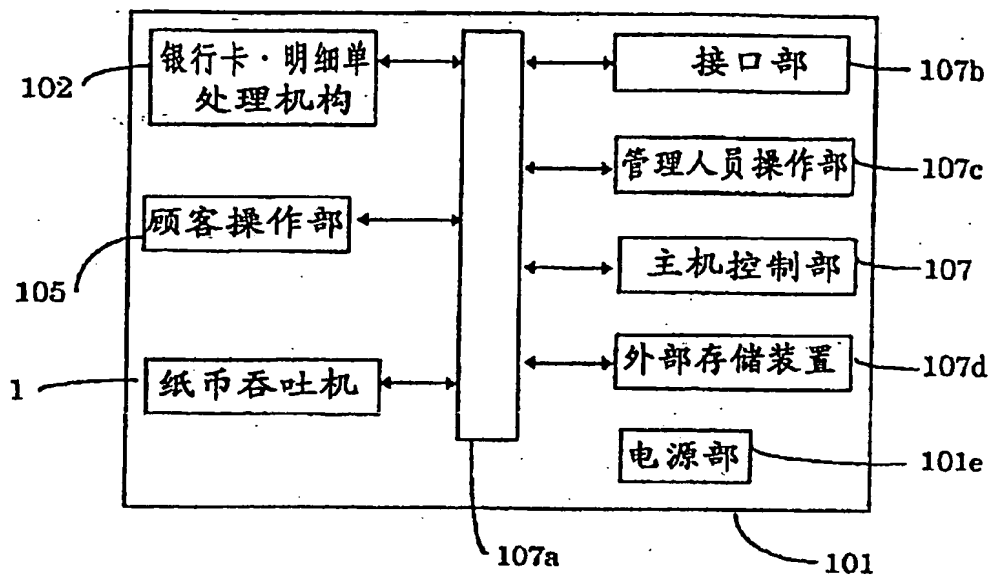 银行卡·明细单
处理机构
102
接口部
107b
管理人员操作部
107c
顾客操作部
105
主机控制部
107
外部存储装置
107d
1
纸币吞吐机
电源部
101e
107a
101